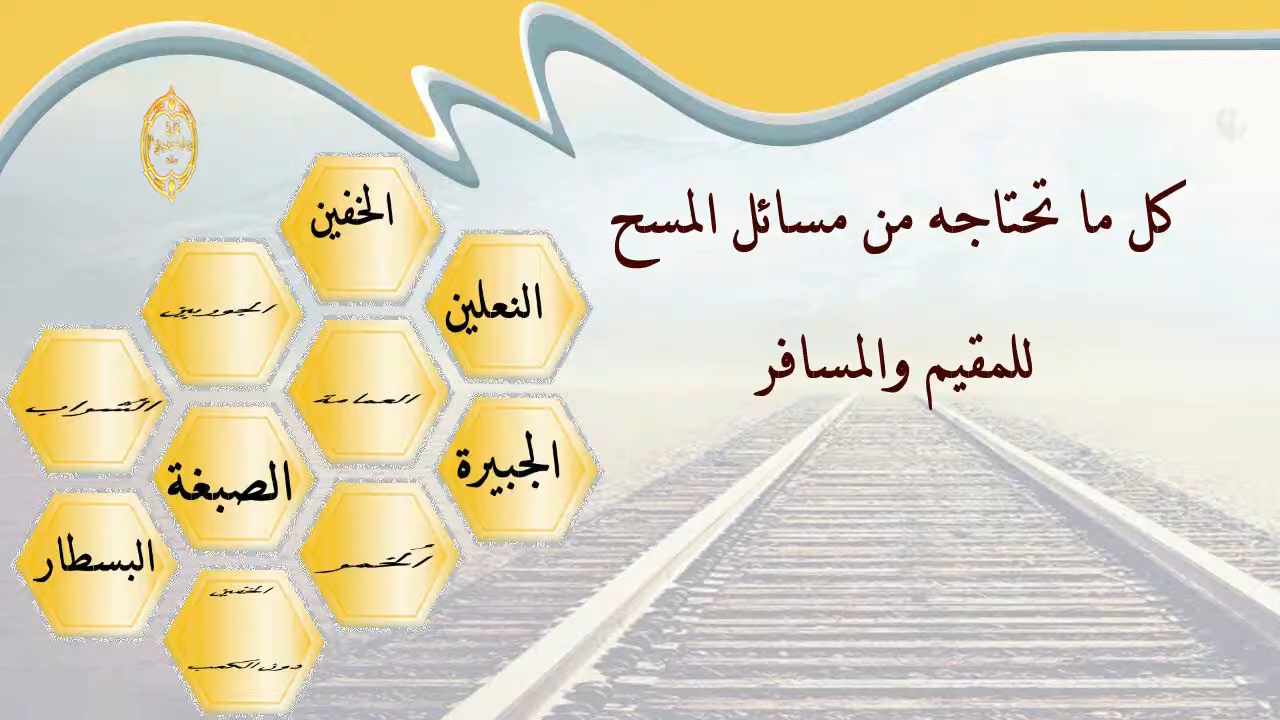 كل ما تحتاجه من مسائل المسح
للمقيم والمسافر
الخفين
النعلين
الجوربين
العمامة
الشراب
الجبيرة
الصبغة
الخمر
البسطار
الخفين
دون الكعب